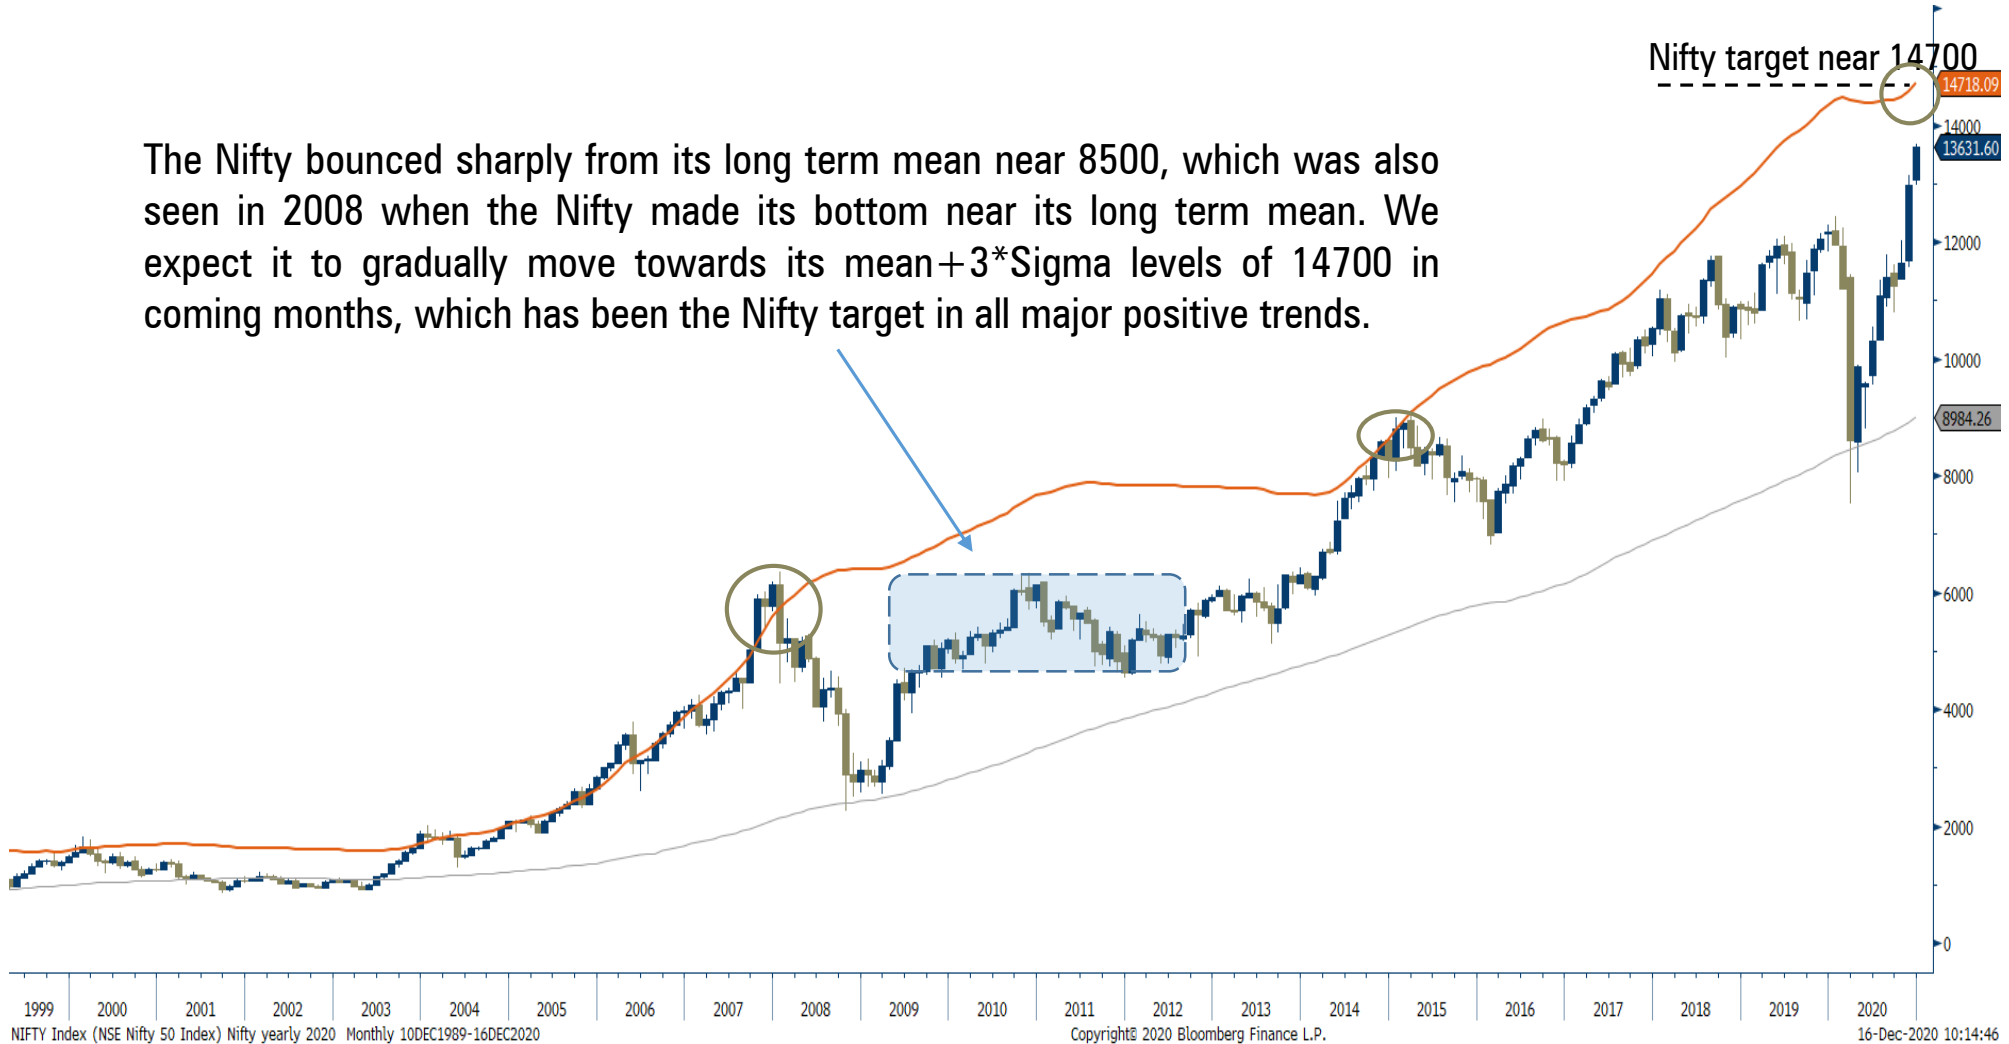 Nifty target near 14700
14718.09
14000
13631.60
The Nifty bounced sharply from its long term mean near 8500, which was also
seen in 2008 when the Nifty made its bottom near its long term mean. We
expect it to gradually move towards its mean+3*Sigma levels of 14700 in
coming months, which has been the Nifty target in all major positive trends.
12000
10000
8984.26
8000
6000
4000
2000
0
1999 2000 2001 2002 2003 2004 2005 2006 2007 2008 2009 2010 2011 2012 2013 2014 2015 2016 2017 2018 2019 2020
NIFTY Index (NSE Nifty 50 Index) Nifty yearly 2020 Monthly 10DEC1989-16DEC2020 Copyright© 2020 Bloomberg Finance L.P. 16-Dec-2020 10:14:46